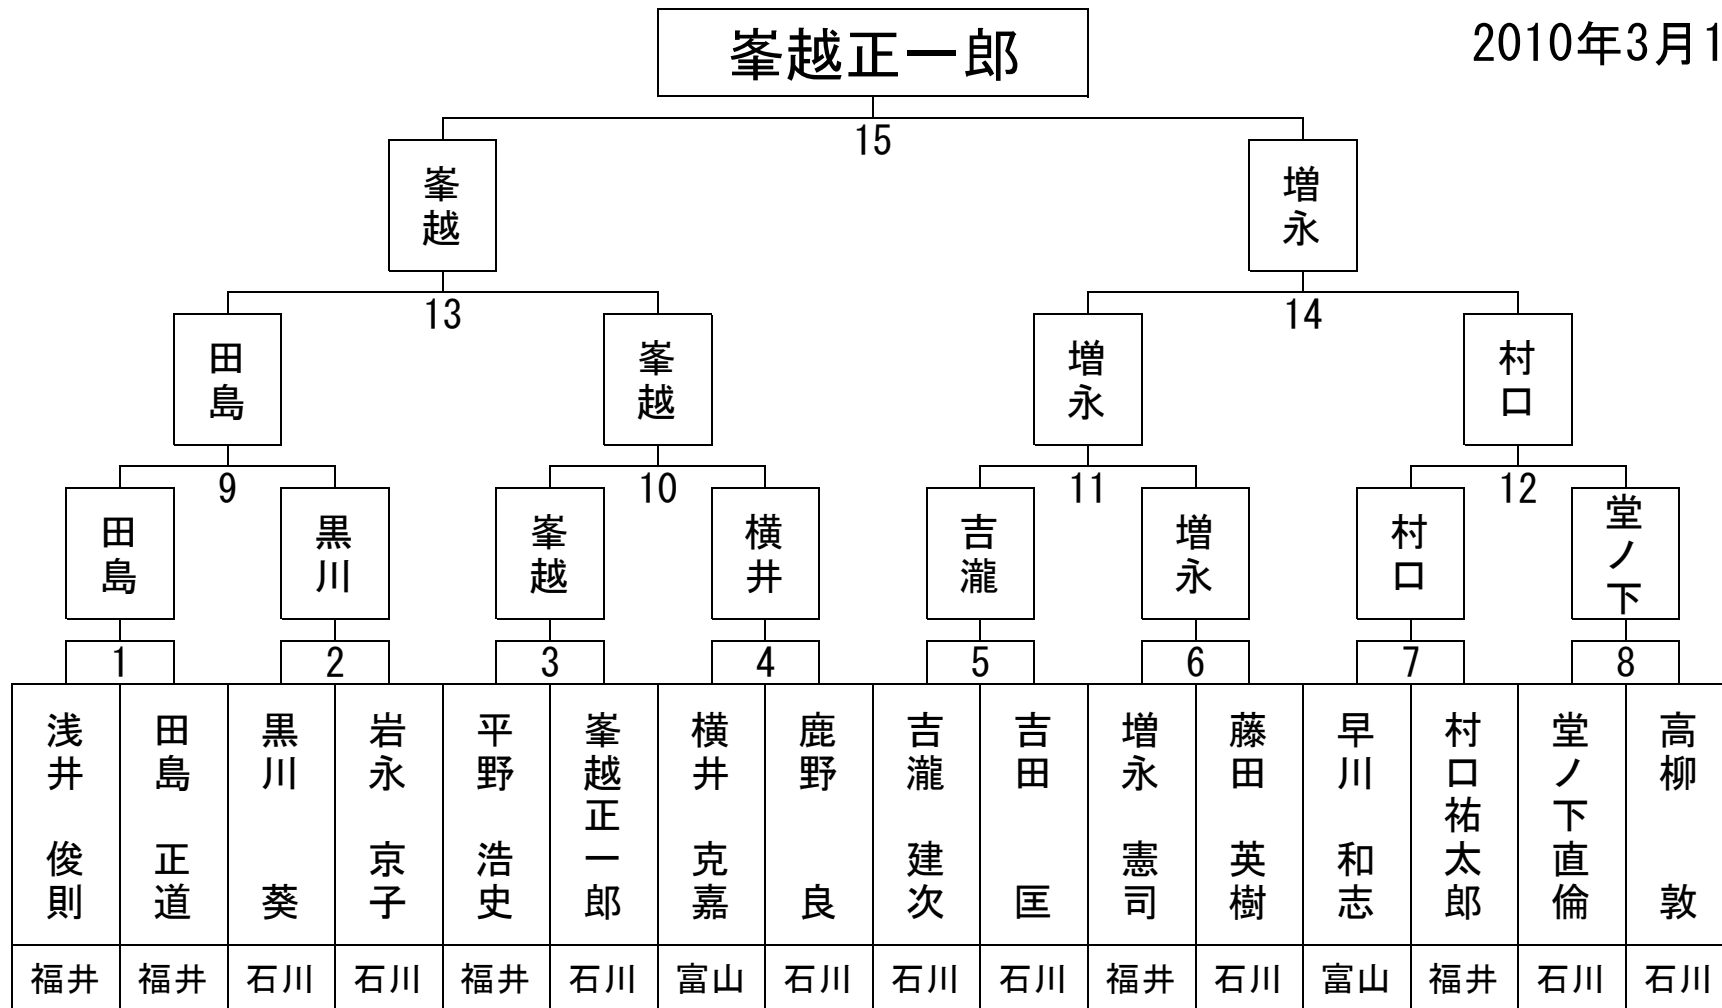 峯越正一郎
2010年3月1
15
峯越
増永
13
14
田島
峯越
増永
村口
9
10
11
12
田島
黒川
峯越
横井
吉瀧
増永
村口
堂ノ下
1
2
3
4
5
6
7
8
浅井 俊則
田島 正道
黒川 葵
岩永 京子
平野 浩史
峯越正一郎
横井 克嘉
鹿野 良
吉瀧 建次
吉田 匡
増永 憲司
藤田 英樹
早川 和志
村口祐太郎
堂ノ下直倫
高柳 敦
福井
福井
石川
石川
福井
石川
富山
石川
石川
石川
福井
石川
富山
福井
石川
石川